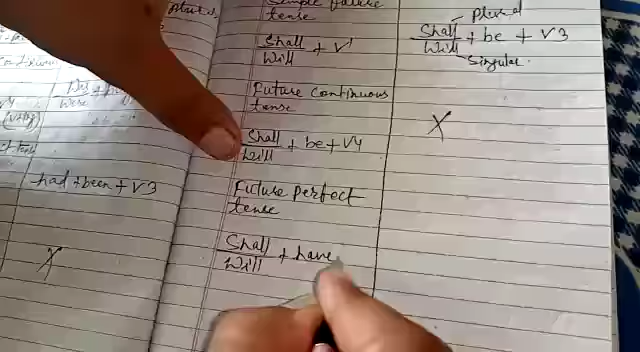 Simple future
tense
Shall
Will + V1
Future continuous
tense
Shall
Will + be + V4
Future perfect
tense
Shall
Will + have
Plural
Shall
Will + be + V3
Singular
X
had + been + V3
X